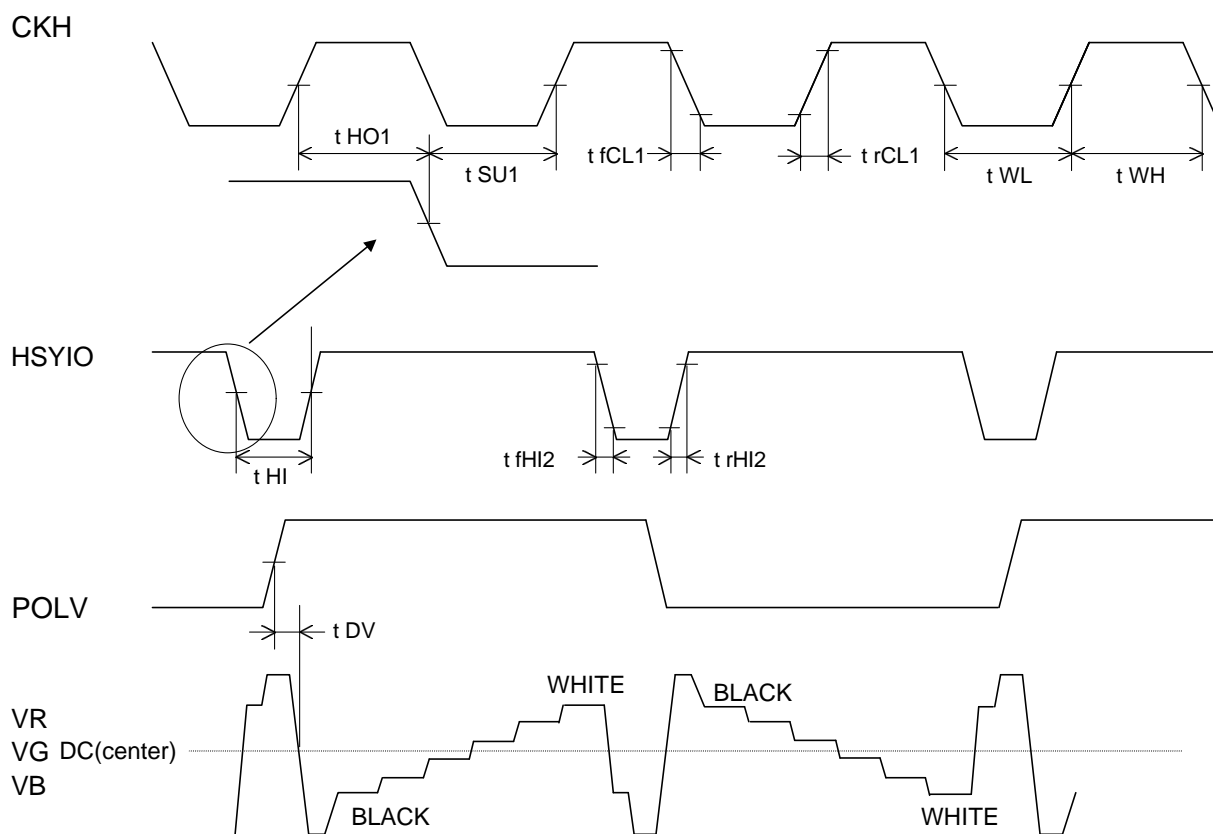 CKH
t HO1
t SU1
t fCL1
t rCL1
t WL
t WH
HSYIO
t HI
t fHI2
t rHI2
POLV
t DV
WHITE
BLACK
VR
VG DC(center)
VB
BLACK
WHITE